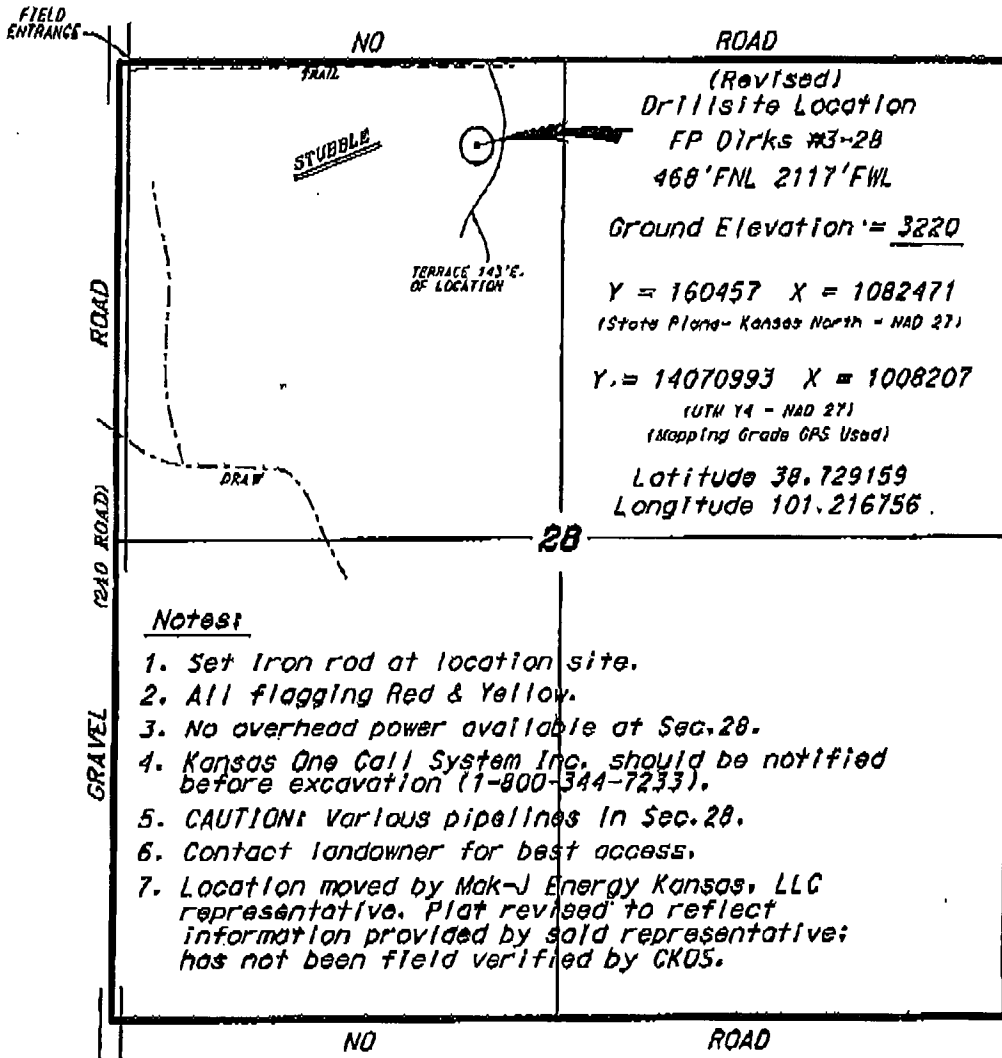 FIELD
ENTRANCE
NO ROAD
TRAIL
(Revised)
Drillsite Location
FP Dirks #3-28
468'FNL 2117'FWL
STUBBLE
Ground Elevation = 3220
TERRACE 143'E.
OF LOCATION
Y = 160457 X = 1082471
(State Plane- Kansas North - NAD 27)
Y = 14070993 X = 1008207
(UTM 14 - NAD 27)
(Mapping Grade GPS Used)
Latitude 38.729159
Longitude 101.216756
DRAW
28
GRAVEL (240 ROAD) ROAD
Notes:
1. Set iron rod at location site.
2. All flagging Red & Yellow.
3. No overhead power available at Sec.28.
4. Kansas One Call System Inc. should be notified
before excavation (1-800-344-7233).
5. CAUTION: Various pipelines in Sec.28.
6. Contact landowner for best access.
7. Location moved by Mak-J Energy Kansas, LLC
representative. Plat revised to reflect
information provided by said representative;
has not been field verified by CKOS.
NO ROAD